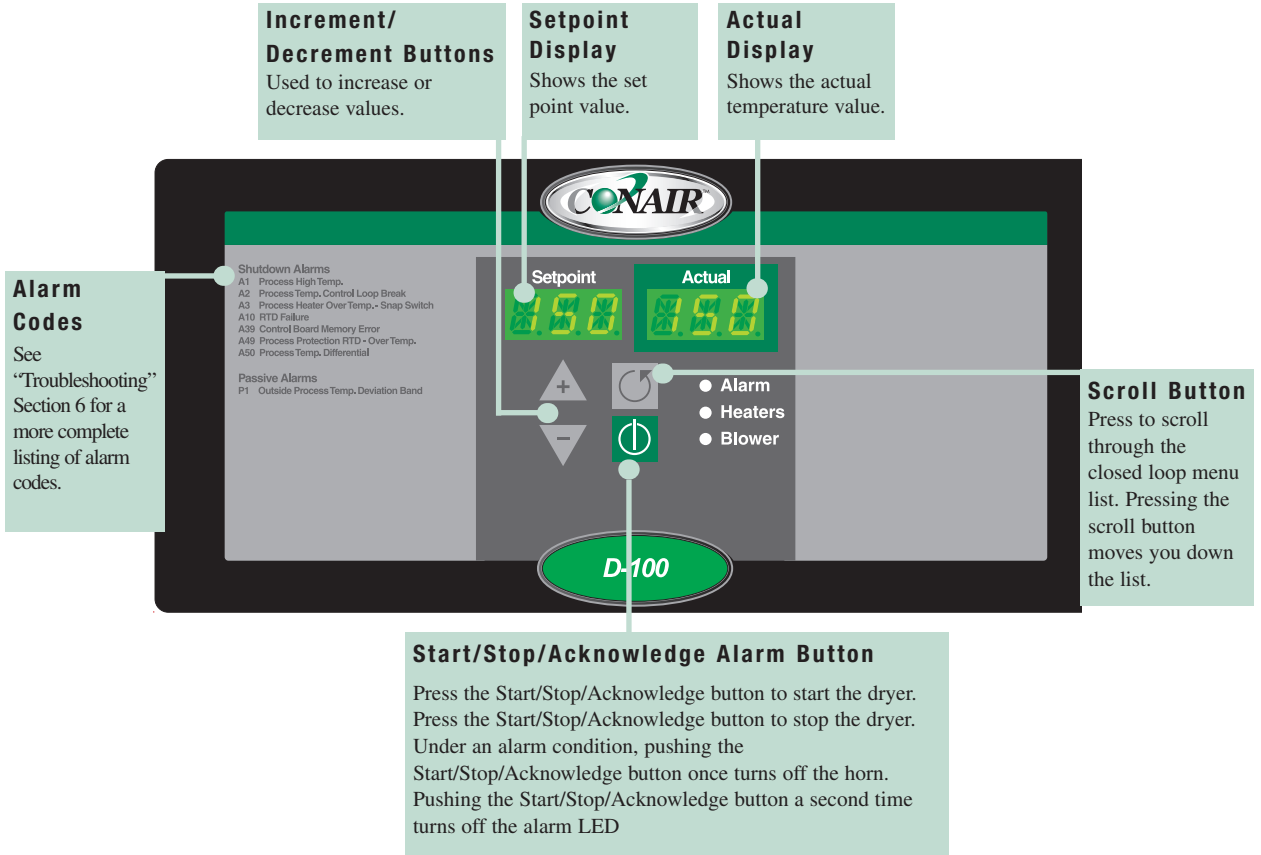 Increment/
Decrement Buttons
Used to increase or
decrease values.
Setpoint
Display
Shows the set
point value.
Actual
Display
Shows the actual
temperature value.
CONAIR™
Alarm
Codes
See
“Troubleshooting”
Section 6 for a
more complete
listing of alarm
codes.
Shutdown Alarms
A1 Process High Temp.
A2 Process Temp. Control Loop Break
A3 Process Heater Over Temp. - Snap Switch
A10 RTD Failure
A39 Control Board Memory Error
A49 Process Protection RTD - Over Temp.
A50 Process Temp. Differential
Passive Alarms
P1 Outside Process Temp. Deviation Band
Setpoint
150
Actual
150
+
−
Alarm
Heaters
Blower
D-100
Scroll Button
Press to scroll
through the
closed loop menu
list. Pressing the
scroll button
moves you down
the list.
Start/Stop/Acknowledge Alarm Button
Press the Start/Stop/Acknowledge button to start the dryer.
Press the Start/Stop/Acknowledge button to stop the dryer.
Under an alarm condition, pushing the
Start/Stop/Acknowledge button once turns off the horn.
Pushing the Start/Stop/Acknowledge button a second time
turns off the alarm LED